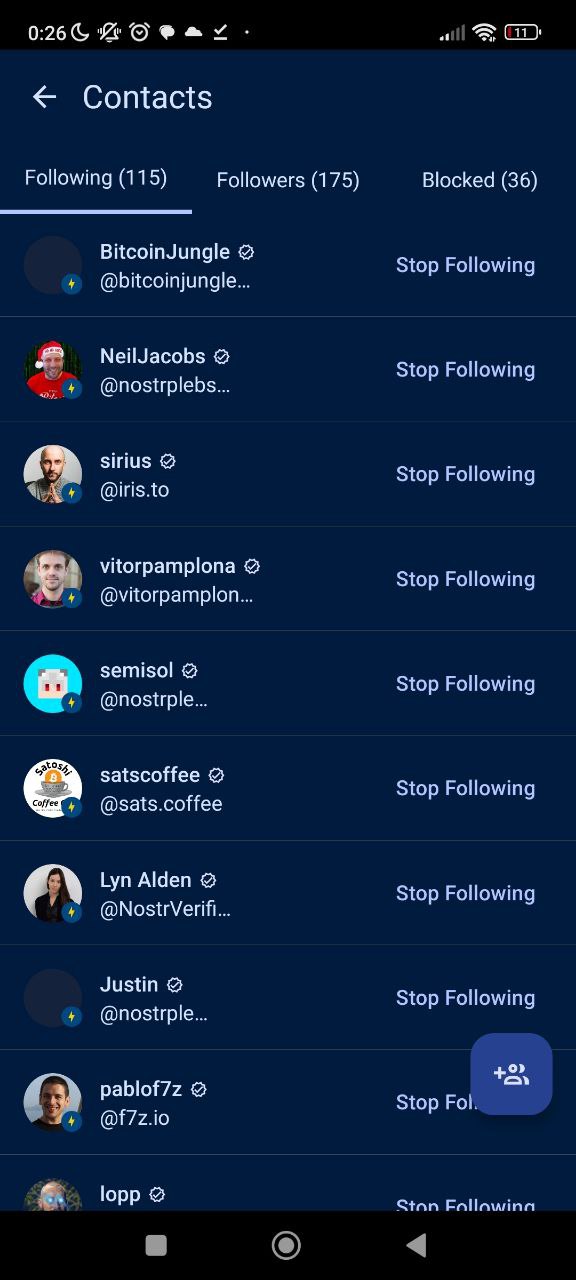 0:26
11
Contacts
Following (115)
Followers (175)
Blocked (36)
BitcoinJungle
@bitcoinjungle…
Stop Following
NeilJacobs
@nostrplebs…
Stop Following
sirius
@iris.to
Stop Following
vitorpamplona
@vitorpamplon…
Stop Following
semisol
@nostrple…
Stop Following
Satoshi
Coffee
satscoffee
@sats.coffee
Stop Following
Lyn Alden
@NostrVerifi…
Stop Following
Justin
@nostrple…
Stop Following
pablof7z
@f7z.io
Stop Fol
lopp
Stop Following